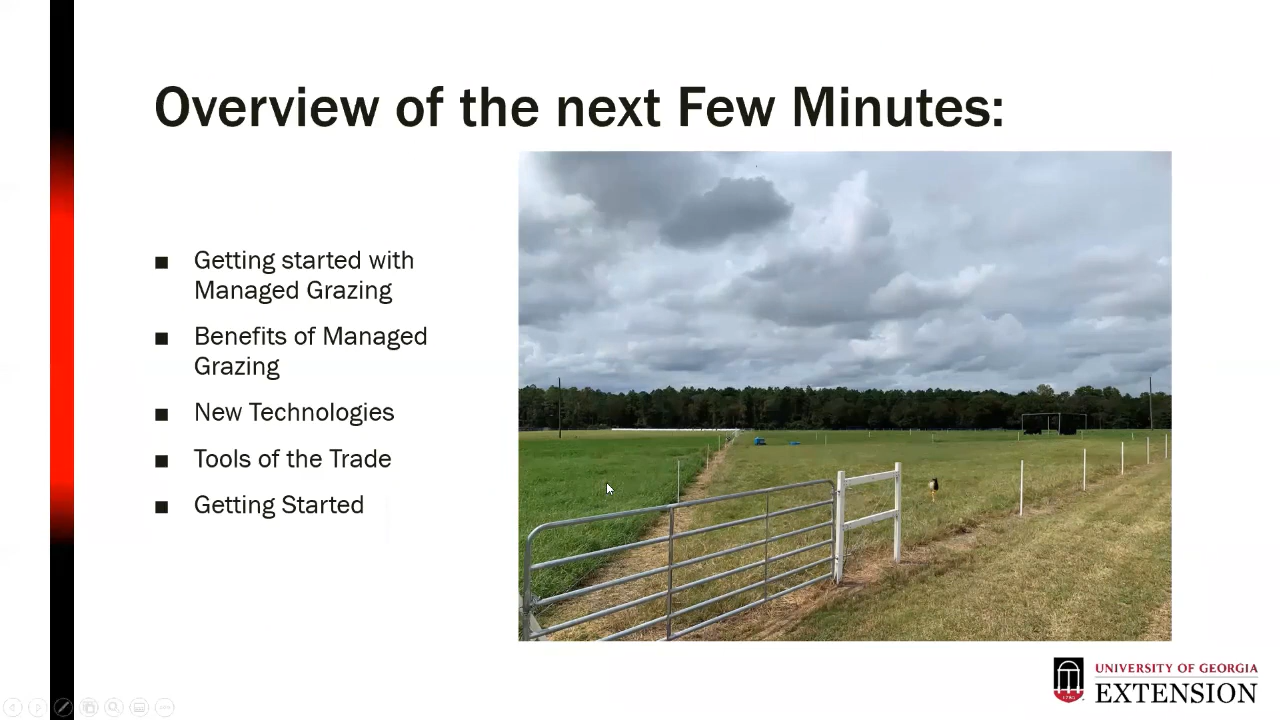 Overview of the next Few Minutes:
■ Getting started with
Managed Grazing
■ Benefits of Managed
Grazing
■ New Technologies
■ Tools of the Trade
■ Getting Started
UNIVERSITY OF GEORGIA
EXTENSION